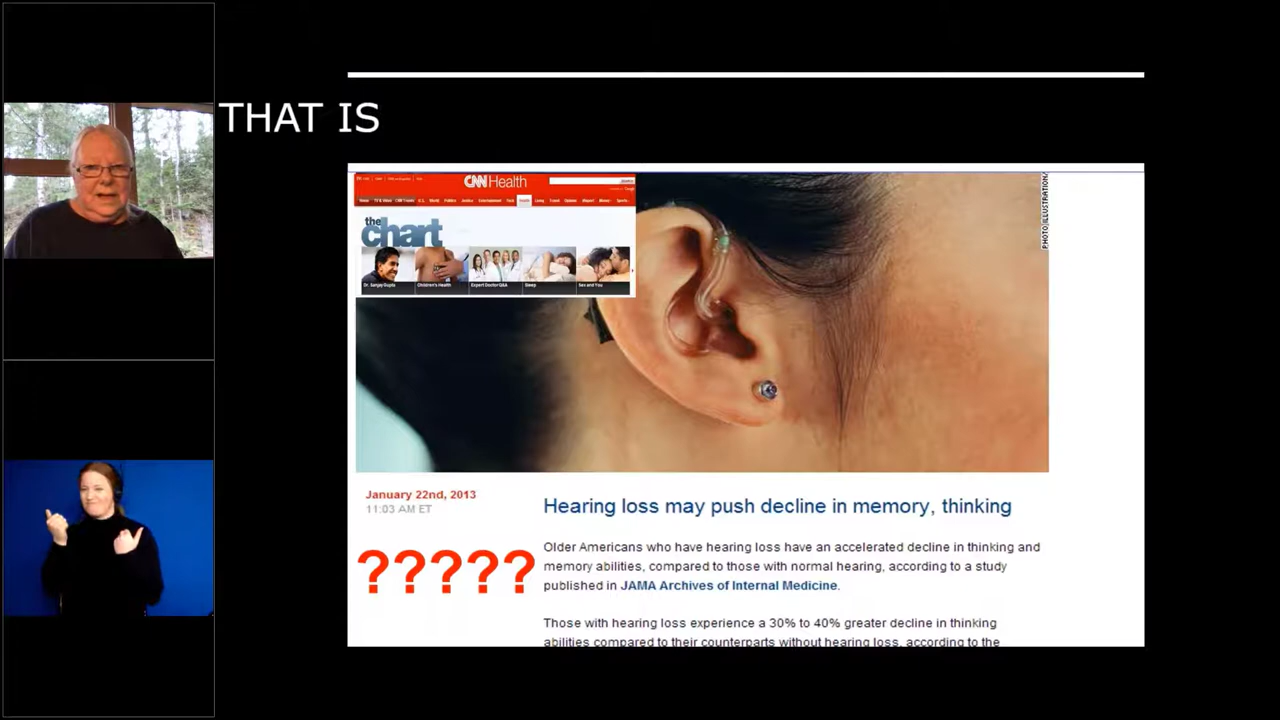 THAT IS
CNN Health
the
chart
Dr. Sanjay Gupta
Children's Health
Expert Doctor Q&A
Sleep
Sex and You
PHOTO ILLUSTRATION/
January 22nd, 2013
11:03 AM ET
?????
Hearing loss may push decline in memory, thinking
Older Americans who have hearing loss have an accelerated decline in thinking and
memory abilities, compared to those with normal hearing, according to a study
published in JAMA Archives of Internal Medicine.
Those with hearing loss experience a 30% to 40% greater decline in thinking
abilities compared to their counterparts without hearing loss, according to the